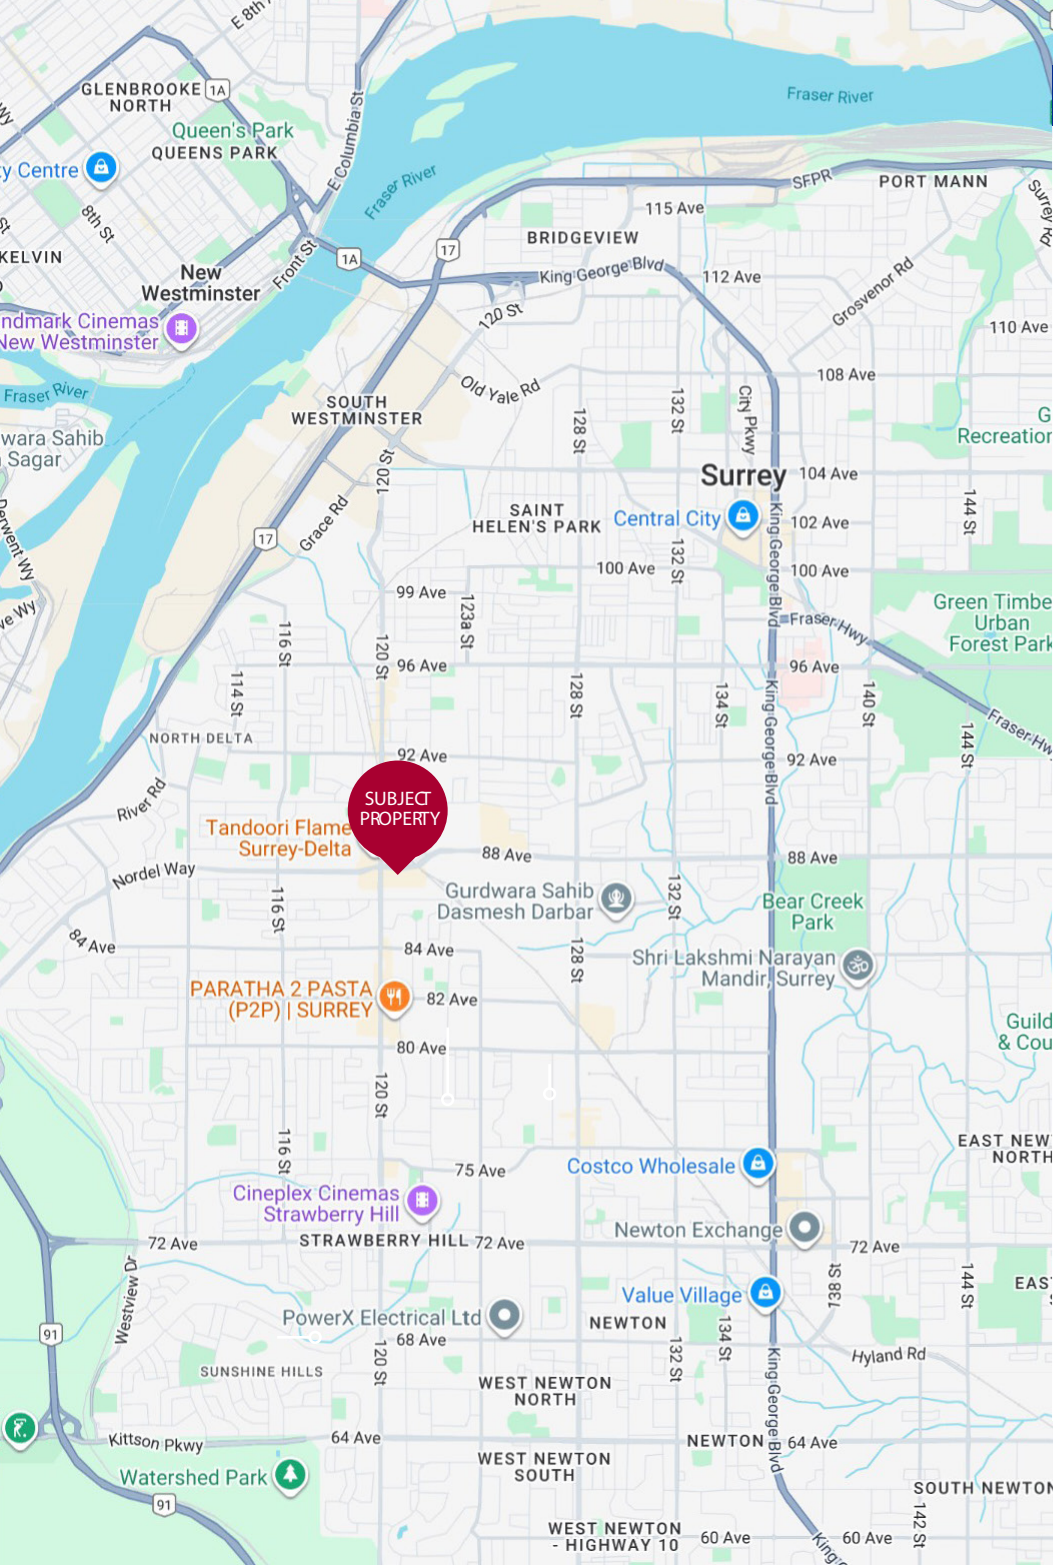 E 8th
GLENBROOKE
NORTH
1A
Queen's Park
QUEENS PARK
E Columbia St
Fraser River
Fraser River
ty Centre
8th St
KELVIN
New
Westminster
Front St
1A
17
SFPR
PORT MANN
115 Ave
BRIDGEVIEW
King George Blvd
112 Ave
Grosvenor Rd
120 St
110 Ave
ndmark Cinemas
New Westminster
Fraser River
108 Ave
Old Yale Rd
SOUTH
WESTMINSTER
128 St
132 St
City Pkwy
wara Sahib
Sagar
Recreation
120 St
Surrey
104 Ave
Grace Rd
SAINT
HELEN'S PARK
Central City
King George Blvd
102 Ave
144 St
17
Derwent Wy
132 St
100 Ave
100 Ave
99 Ave
123a St
ve Wy
Green Timbe
Urban
Forest Park
Fraser Hwy
116 St
120 St
96 Ave
96 Ave
114 St
128 St
134 St
King George Blvd
140 St
Fraser Hw
144 St
NORTH DELTA
92 Ave
92 Ave
River Rd
SUBJECT
PROPERTY
Tandoori Flame
Surrey-Delta
88 Ave
88 Ave
Nordel Way
116 St
Gurdwara Sahib
Dasmesh Darbar
132 St
Bear Creek
Park
84 Ave
84 Ave
128 St
Shri Lakshmi Narayan
Mandir, Surrey
PARATHA 2 PASTA
(P2P) | SURREY
82 Ave
Guild
& Cou
80 Ave
120 St
116 St
EAST NEW
NORTH
75 Ave
Costco Wholesale
Cineplex Cinemas
Strawberry Hill
Newton Exchange
72 Ave
STRAWBERRY HILL
72 Ave
72 Ave
Westview Dr
138 St
144 St
EAS
Value Village
PowerX Electrical Ltd
NEWTON
91
68 Ave
120 St
132 St
134 St
King George Blvd
Hyland Rd
SUNSHINE HILLS
WEST NEWTON
NORTH
Kittson Pkwy
64 Ave
NEWTON
64 Ave
Watershed Park
WEST NEWTON
SOUTH
SOUTH NEWTON
91
142 St
WEST NEWTON
- HIGHWAY 10
60 Ave
King
60 Ave